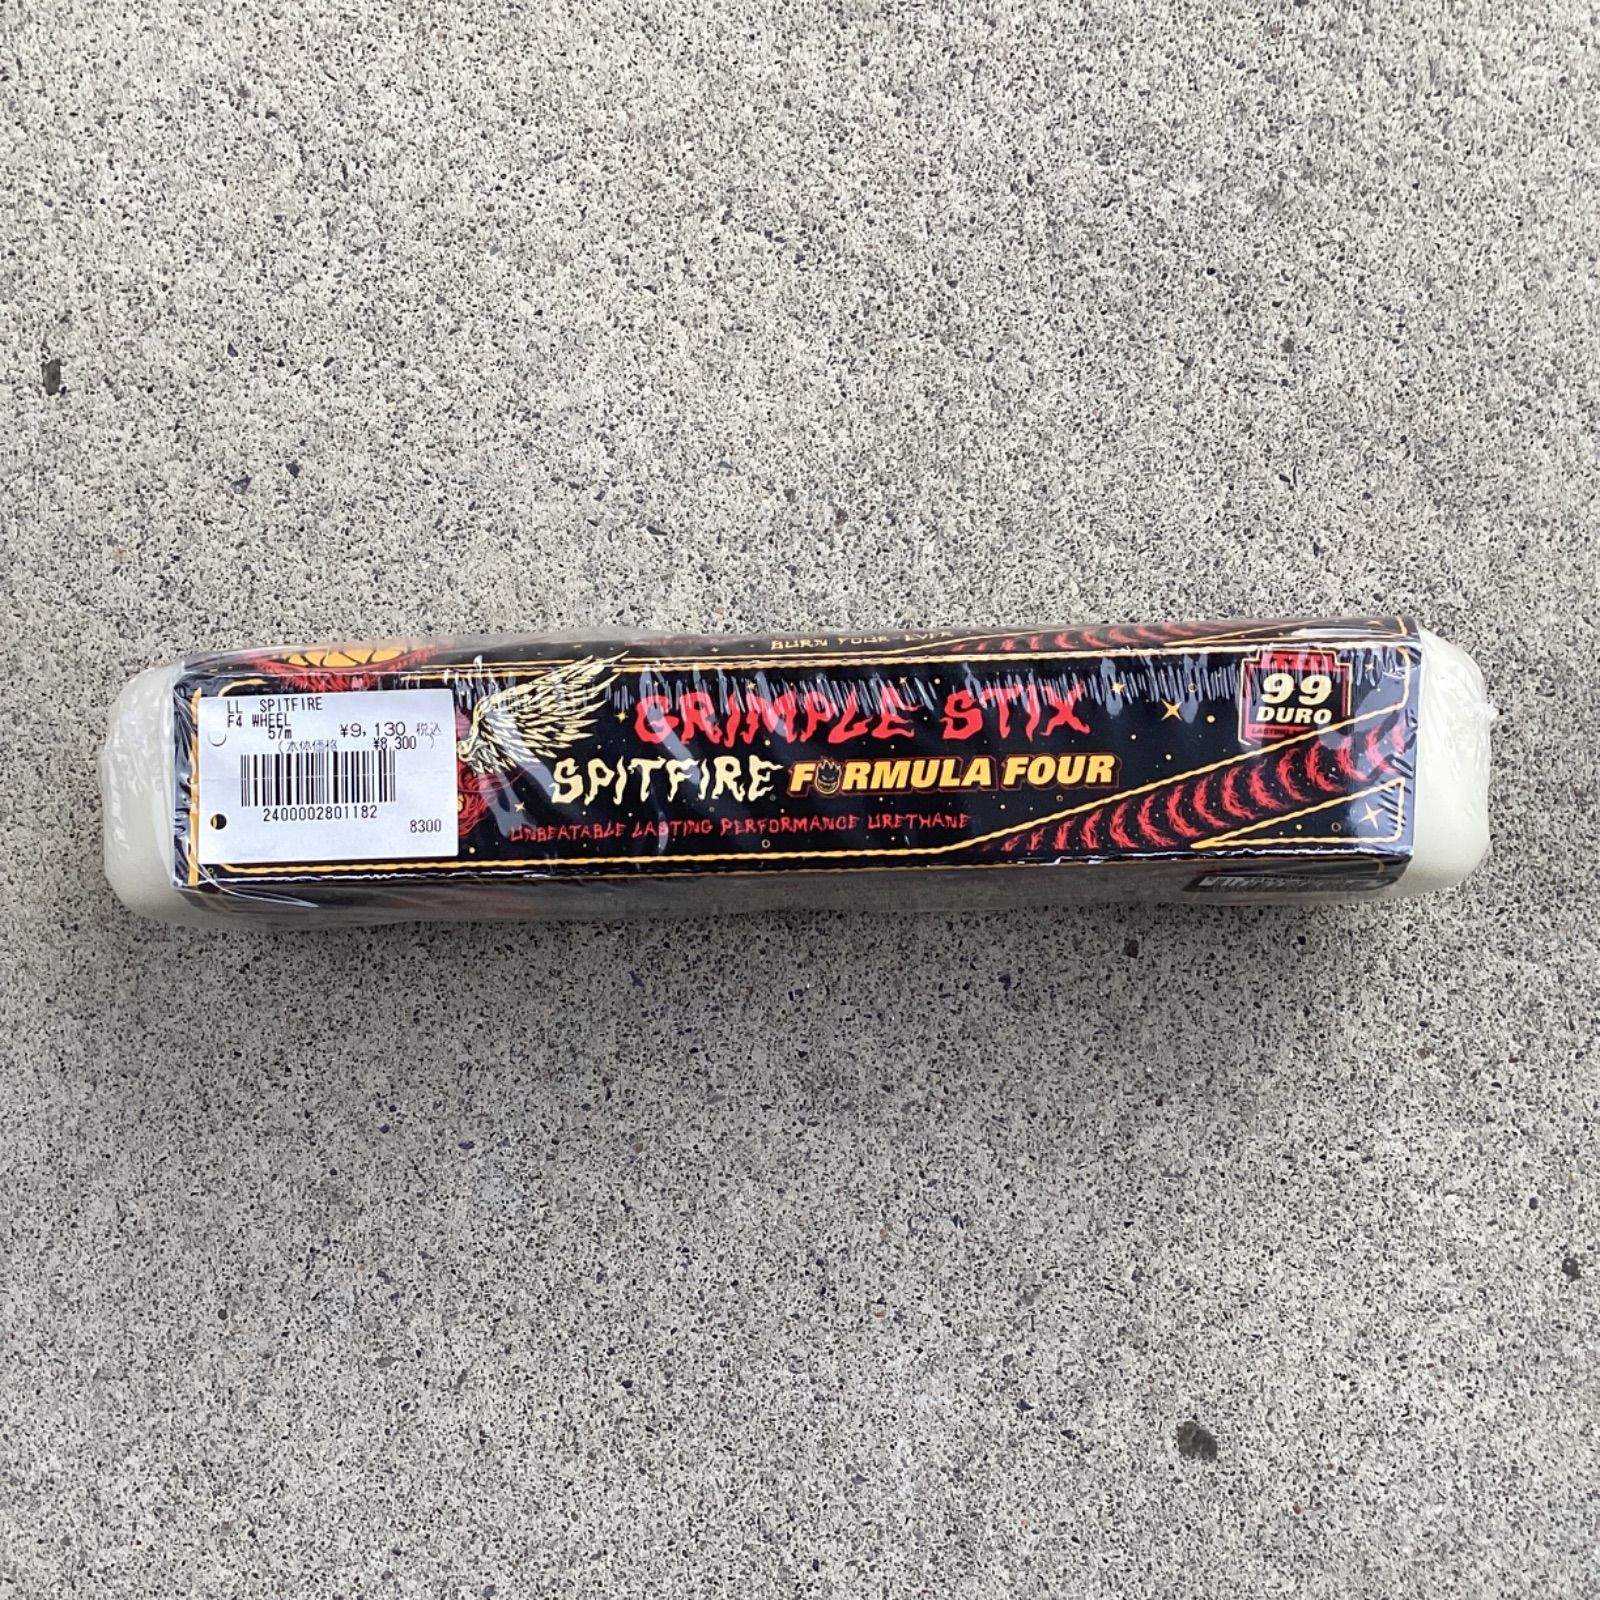 BURN FOUR-EVER
LL SPITFIRE
F4 WHEEL
57m ¥9,130 税込
(本体価格 ¥8,300 )
2400002801182
8300
GRIMPLE STIX
SPITFIRE FORMULA FOUR
UNBEATABLE LASTING PERFORMANCE URETHANE
99
DURO